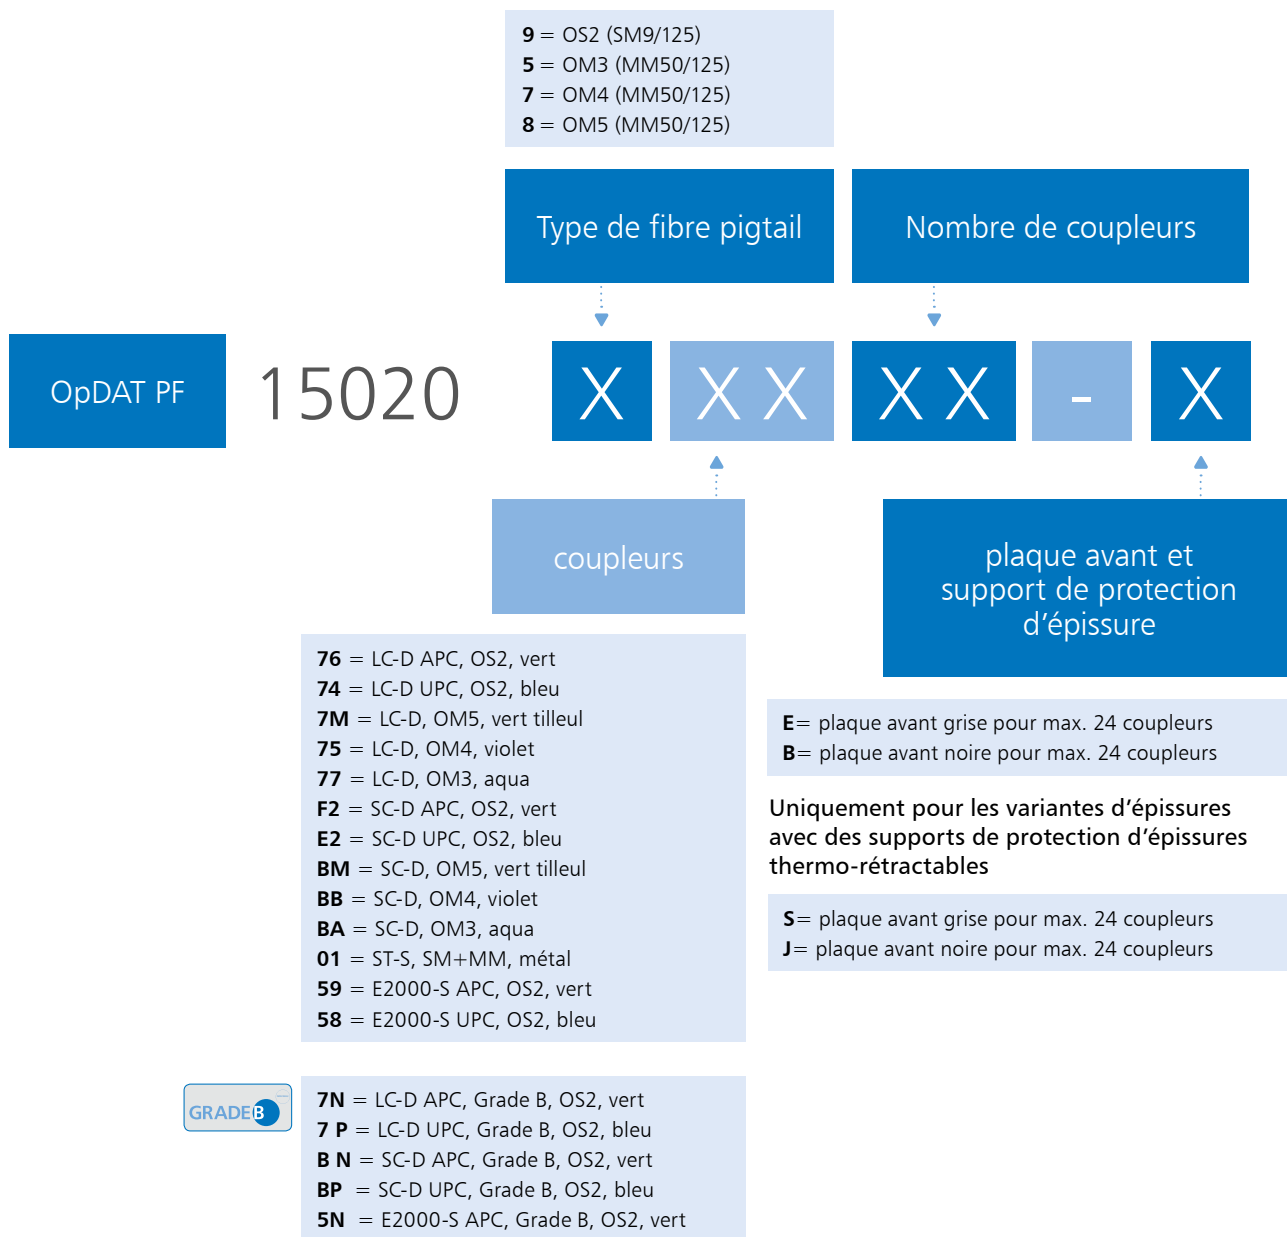 9 = OS2 (SM9/125)
5 = OM3 (MM50/125)
7 = OM4 (MM50/125)
8 = OM5 (MM50/125)
Type de fibre pigtail
Nombre de coupleurs
OpDAT PF
15020
X
X X
X X
-
X
coupleurs
plaque avant et
support de protection
d’épissure
76 = LC-D APC, OS2, vert
74 = LC-D UPC, OS2, bleu
7M = LC-D, OM5, vert tilleul
75 = LC-D, OM4, violet
77 = LC-D, OM3, aqua
F2 = SC-D APC, OS2, vert
E2 = SC-D UPC, OS2, bleu
BM = SC-D, OM5, vert tilleul
BB = SC-D, OM4, violet
BA = SC-D, OM3, aqua
01 = ST-S, SM+MM, métal
59 = E2000-S APC, OS2, vert
58 = E2000-S UPC, OS2, bleu
E= plaque avant grise pour max. 24 coupleurs
B= plaque avant noire pour max. 24 coupleurs
Uniquement pour les variantes d’épissures
avec des supports de protection d’épissures
thermo-rétractables
S= plaque avant grise pour max. 24 coupleurs
J= plaque avant noire pour max. 24 coupleurs
GRADE B
7N = LC-D APC, Grade B, OS2, vert
7 P = LC-D UPC, Grade B, OS2, bleu
B N = SC-D APC, Grade B, OS2, vert
BP = SC-D UPC, Grade B, OS2, bleu
5N = E2000-S APC, Grade B, OS2, vert